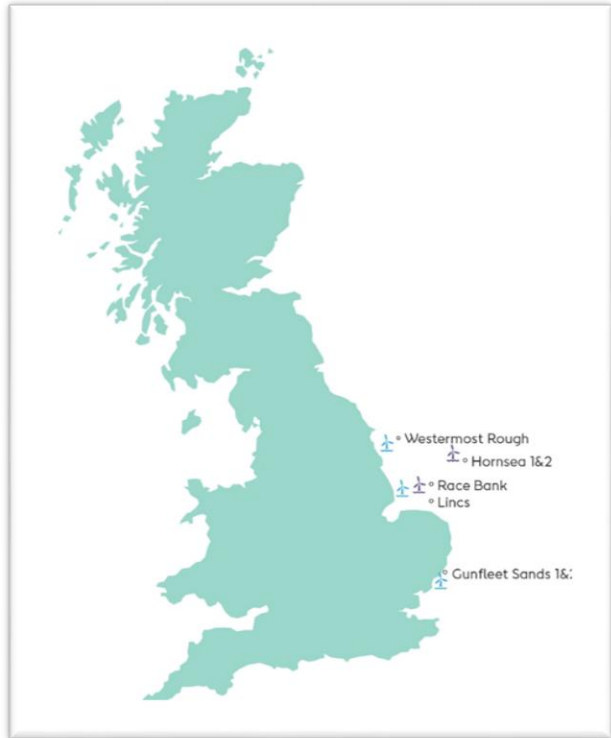 Westermost Rough
Hornsea 1&2
Race Bank
Lincs
Gunfleet Sands 1&